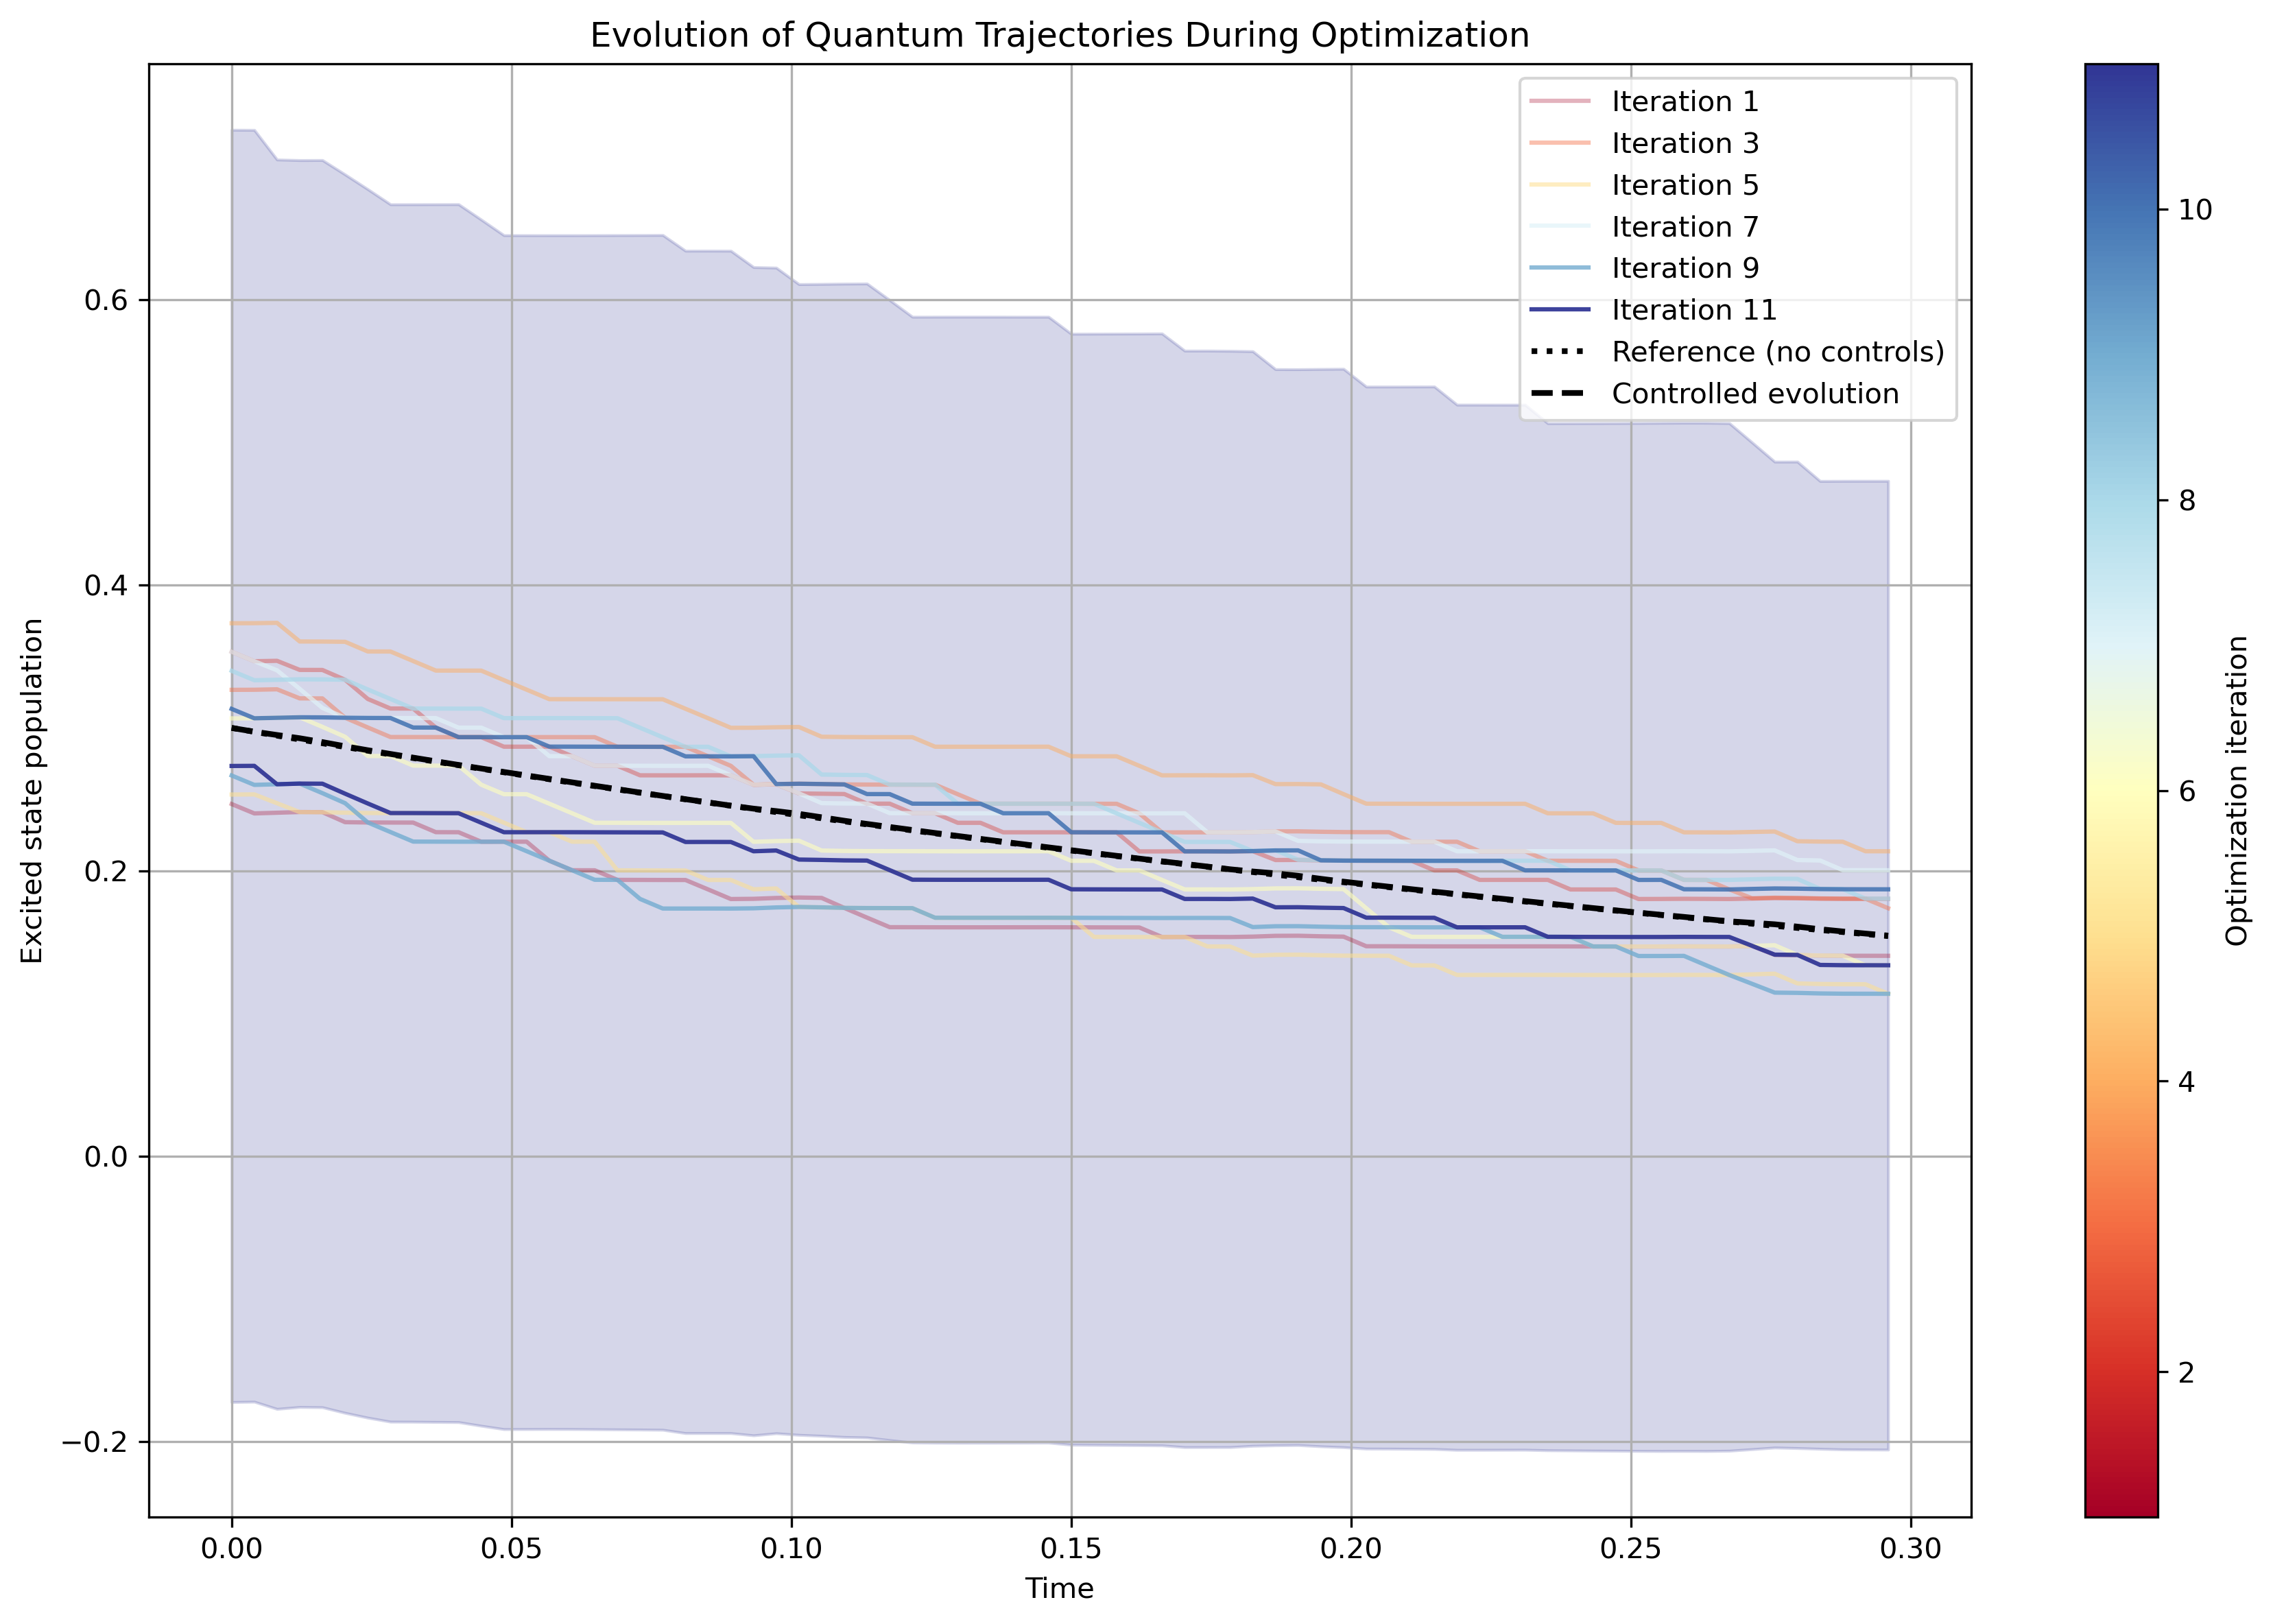 Evolution of Quantum Trajectories During Optimization
Iteration 1
Iteration 3
Iteration 5
Iteration 7
Iteration 9
Iteration 11
Reference (no controls)
Controlled evolution
Excited state population
0.6
0.4
0.2
0.0
−0.2
0.00
0.05
0.10
0.15
0.20
0.25
0.30
Time
10
8
6
4
2
Optimization iteration